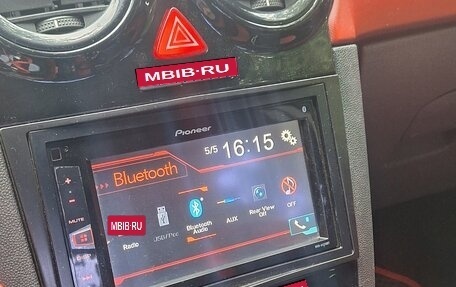 MBIB·RU
Pioneer
5/5 16:15
Bluetooth
MUTE
MBIB·RU
Radio
USB/iPod
Bluetooth Audio
AUX
Rear View Off
OFF